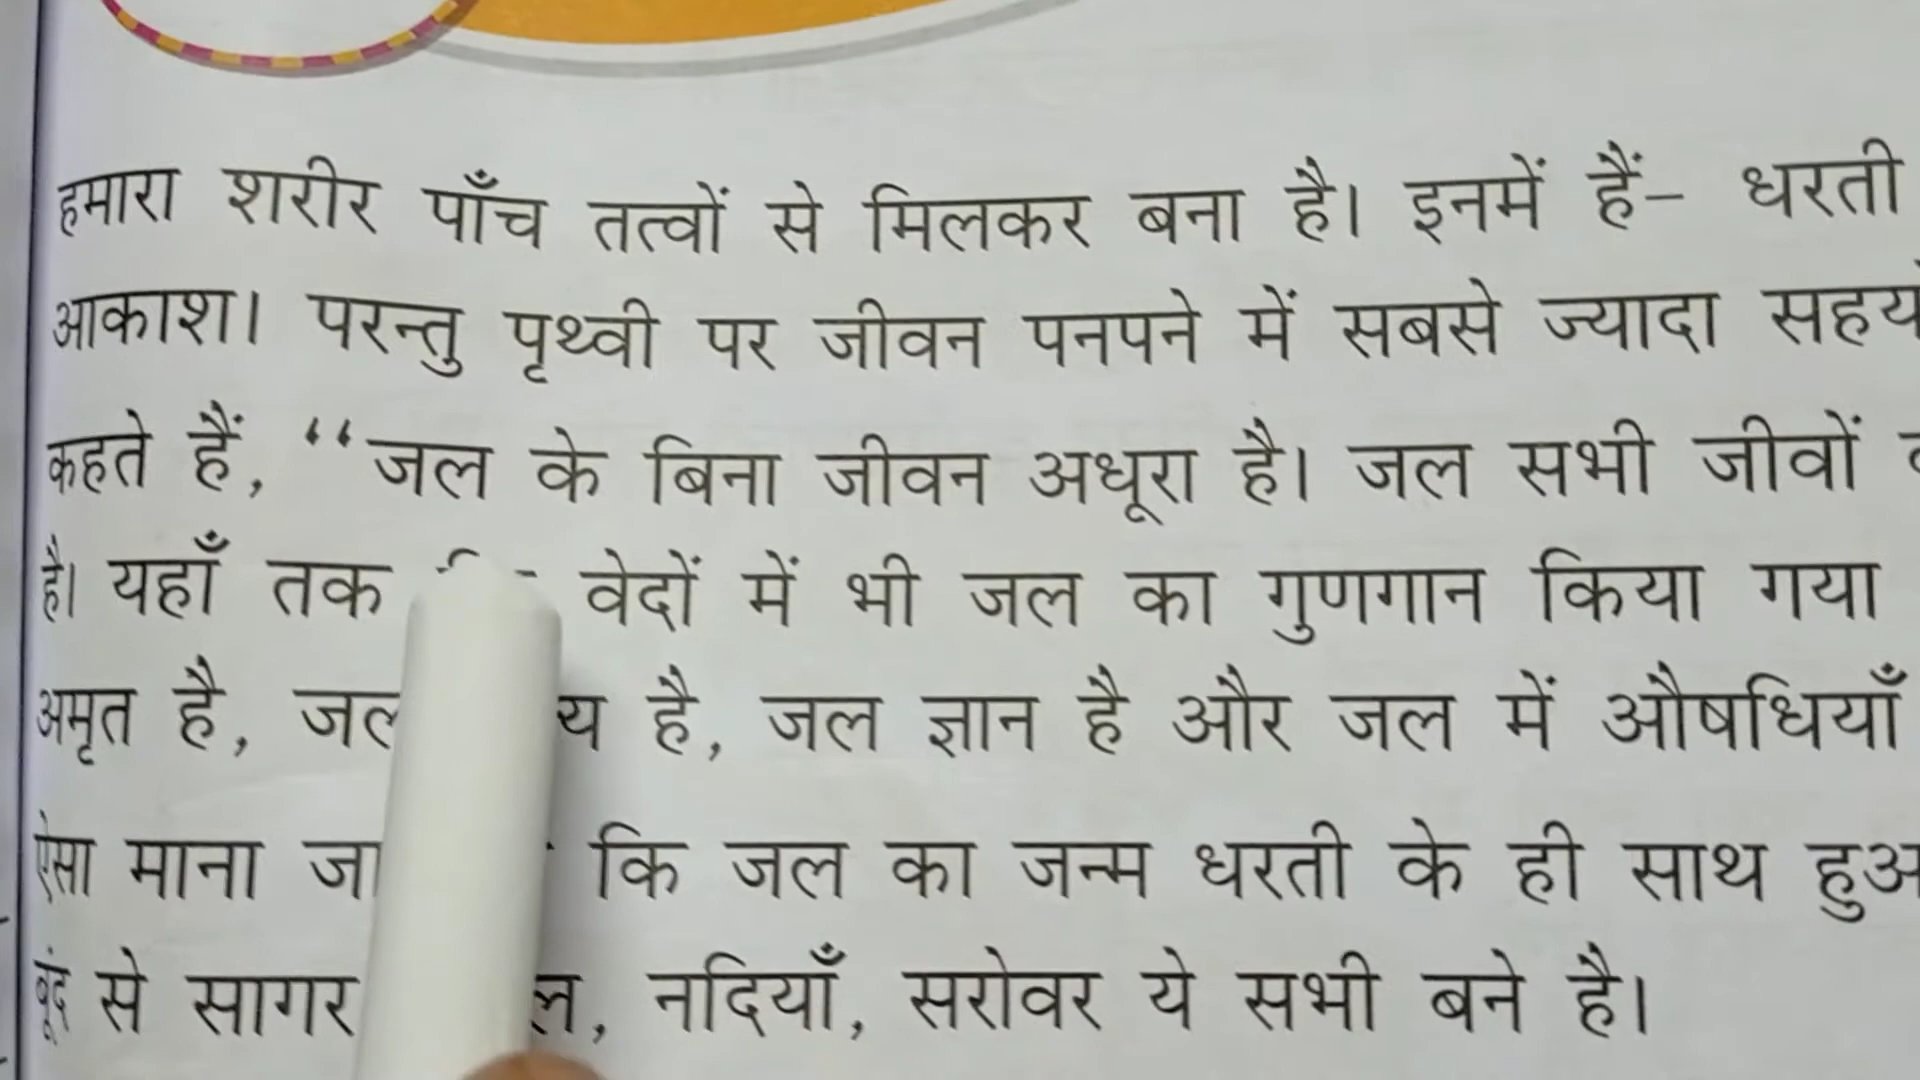 हमारा शरीर पाँच तत्वों से मिलकर बना है। इनमें हैं- धरती
आकाश। परन्तु पृथ्वी पर जीवन पनपने में सबसे ज्यादा
कहते हैं, “जल के बिना जीवन अधूरा है। जल सभी जीवों
है। यहाँ तक वेदों में भी जल का गुणगान किया गया
अमृत है, जल है, जल ज्ञान है और जल में औषधियाँ
ऐसा माना कि जल का जन्म धरती के ही साथ
बूंद से सागर नदियाँ, सरोवर ये सभी बने है।